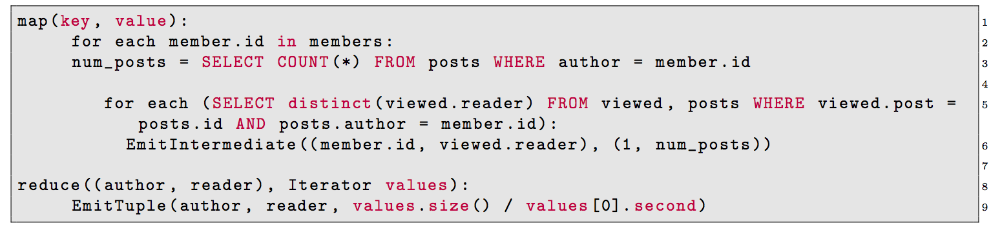 map(key, value):    1
    for each member.id in members:    2
    num_posts = SELECT COUNT(*) FROM posts WHERE author = member.id    3
    4
      for each (SELECT distinct(viewed.reader) FROM viewed, posts WHERE viewed.post =    5
         posts.id AND posts.author = member.id):
        EmitIntermediate((member.id, viewed.reader), (1, num_posts))    6
    7
reduce((author, reader), Iterator values):    8
    EmitTuple(author, reader, values.size() / values[0].second)    9